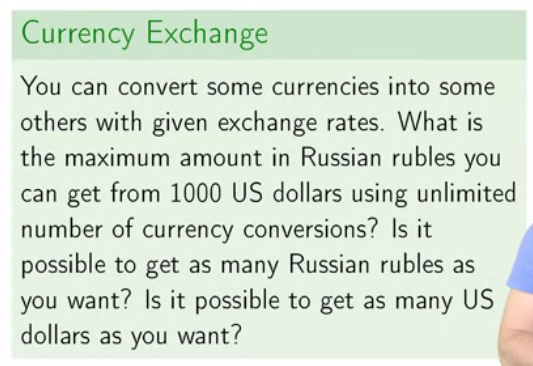 Currency Exchange
You can convert some currencies into some
others with given exchange rates. What is
the maximum amount in Russian rubles you
can get from 1000 US dollars using unlimited
number of currency conversions? Is it
possible to get as many Russian rubles as
you want? Is it possible to get as many US
dollars as you want?